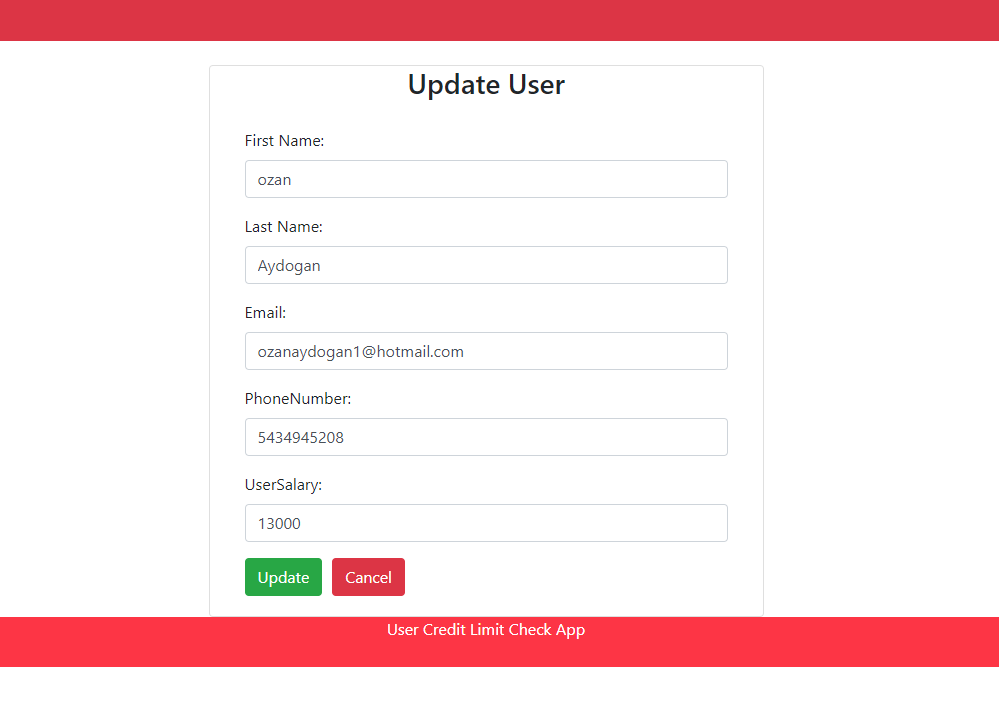 Update User
First Name:
ozan
Last Name:
Aydogan
Email:
ozanaydogan1@hotmail.com
PhoneNumber:
5434945208
UserSalary:
13000
Update Cancel
User Credit Limit Check App